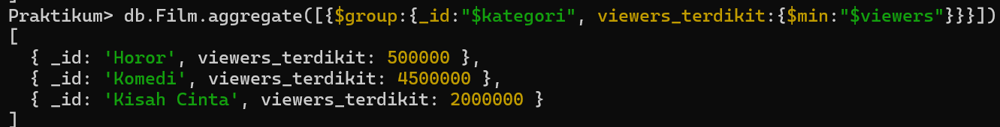 Praktikum> db.Film.aggregate([{$group:{_id:"$kategori", viewers_terdikit:{$min:"$viewers"}}}])
[
  { _id: 'Horor', viewers_terdikit: 500000 },
  { _id: 'Komedi', viewers_terdikit: 4500000 },
  { _id: 'Kisah Cinta', viewers_terdikit: 2000000 }
]